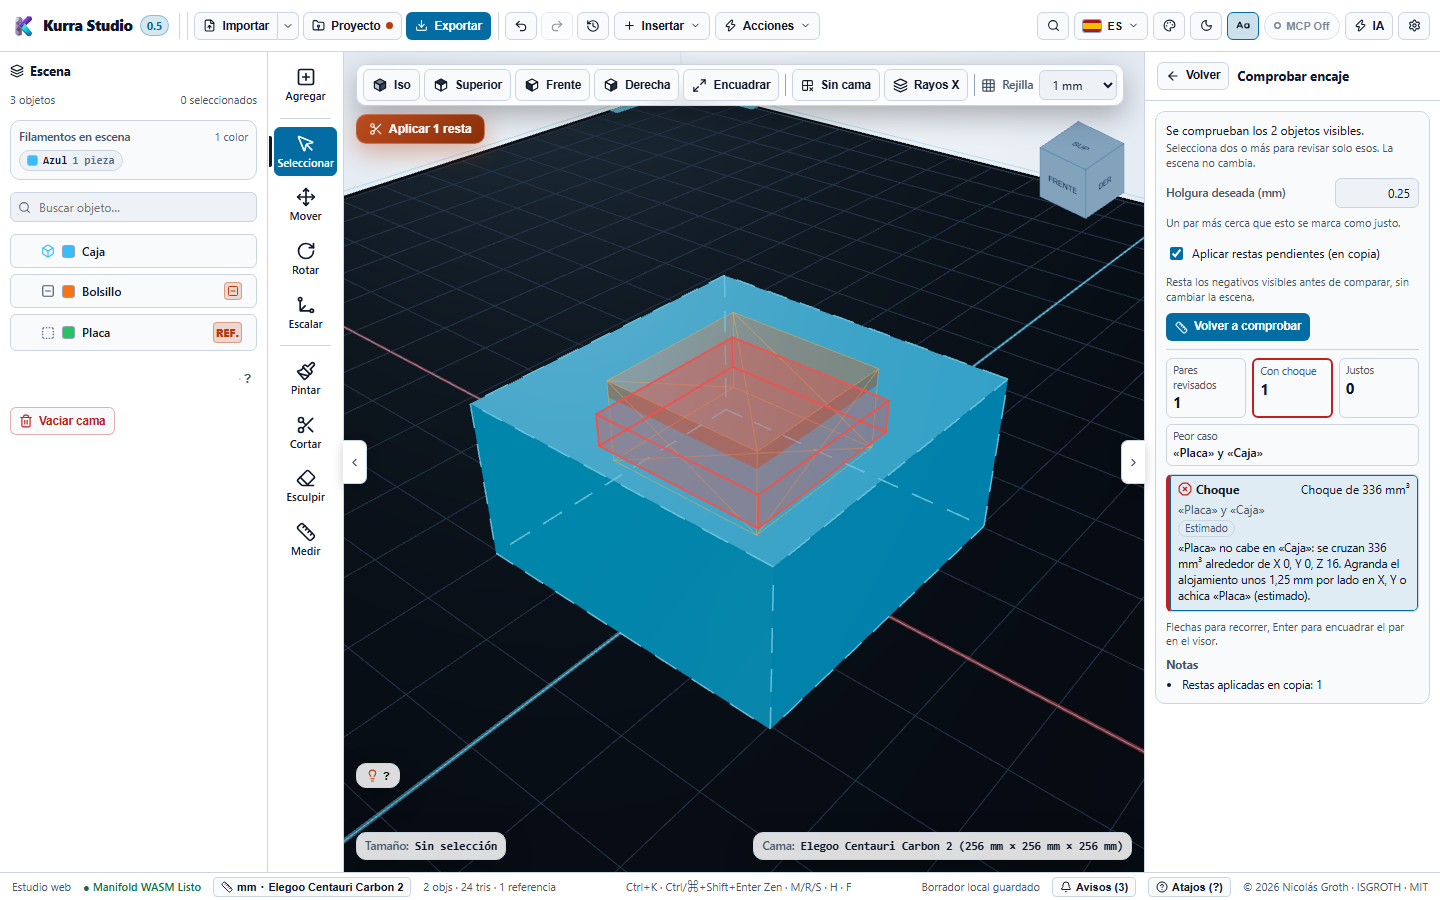 Kurra Studio 0.5
Importar
Proyecto
Exportar
Insertar
Acciones
ES
Aa
MCP Off
IA
Escena
3 objetos 0 seleccionados
Filamentos en escena 1 color
Azul 1 pieza
Buscar objeto...
Caja
Bolsillo
Placa REF.
· ?
Vaciar cama
Agregar
Seleccionar
Mover
Rotar
Escalar
Pintar
Cortar
Esculpir
Medir
Iso
Superior
Frente
Derecha
Encuadrar
Sin cama
Rayos X
Rejilla
1 mm
Aplicar 1 resta
SUP
FRENTE
DER
?
Tamaño: Sin selección
Cama: Elegoo Centauri Carbon 2 (256 mm × 256 mm × 256 mm)
Volver
Comprobar encaje
Se comprueban los 2 objetos visibles.
Selecciona dos o más para revisar solo esos. La
escena no cambia.
Holgura deseada (mm) 0.25
Un par más cerca que esto se marca como justo.
Aplicar restas pendientes (en copia)
Resta los negativos visibles antes de comparar, sin
cambiar la escena.
Volver a comprobar
Pares
revisados
1
Con choque
1
Justos
0
Peor caso
«Placa» y «Caja»
Choque Choque de 336 mm³
«Placa» y «Caja»
Estimado
«Placa» no cabe en «Caja»: se cruzan 336
mm³ alrededor de X 0, Y 0, Z 16. Agranda el
alojamiento unos 1,25 mm por lado en X, Y o
achica «Placa» (estimado).
Flechas para recorrer, Enter para encuadrar el par
en el visor.
Notas
• Restas aplicadas en copia: 1
Estudio web
● Manifold WASM Listo
mm · Elegoo Centauri Carbon 2
2 objs · 24 tris · 1 referencia
Ctrl+K · Ctrl/⌘+Shift+Enter Zen · M/R/S · H · F
Borrador local guardado
Avisos (3)
Atajos (?)
© 2026 Nicolás Groth · ISGROTH · MIT